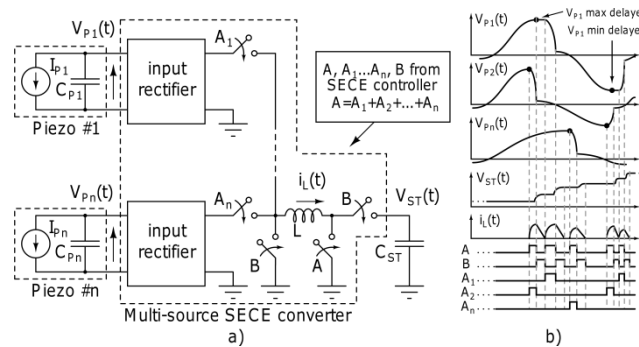 V_P1(t)
I_P1
C_P1
Piezo #1
input
rectifier
A_1
A, A_1...A_n, B from
SECE controller
A=A_1+A_2+...+A_n
V_Pn(t)
I_Pn
C_Pn
Piezo #n
input
rectifier
A_n
i_L(t)
L
B
A
B
V_ST(t)
C_ST
Multi-source SECE converter
a)
V_P1 max delaye
V_P1 min delaye
V_P1(t)
V_P2(t)
V_Pn(t)
V_ST(t)
i_L(t)
A
B
A_1
A_2
A_n
b)